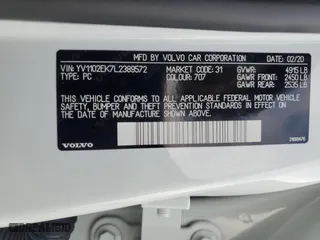 MFD BY VOLVO CAR CORPORATION 02/20
VIN: YV1102EK7L2389572 MARKET CODE: 31 GVWR: 4915 LB
TYPE: PC COLOUR: 707 GAWR FRONT: 2450 LB
GAWR REAR: 2535 LB
THIS VEHICLE CONFORMS TO ALL APPLICABLE FEDERAL MOTOR VEHICLE
SAFETY, BUMPER AND THEFT PREVENTION STANDARDS IN EFFECT ON
THE DATE OF MANUFACTURE SHOWN ABOVE
VOLVO